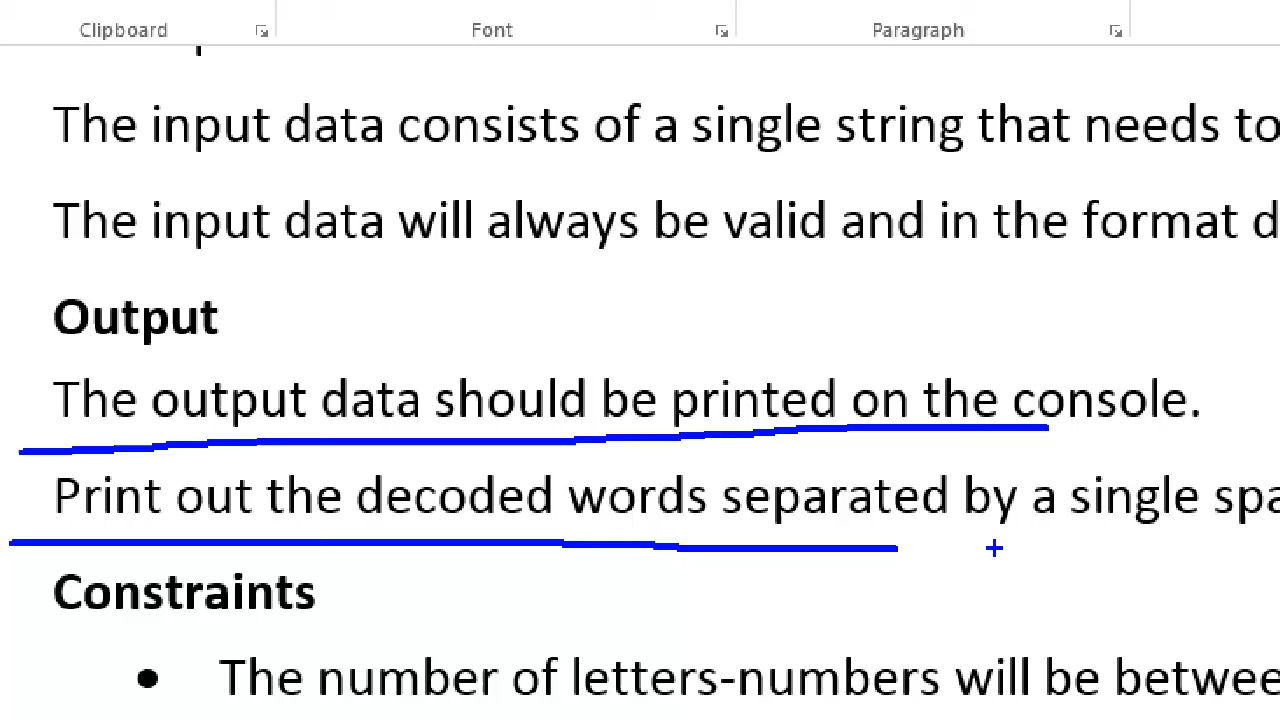 Clipboard Font Paragraph
The input data consists of a single string that needs to
The input data will always be valid and in the format
Output
The output data should be printed on the console.
Print out the decoded words separated by a single
Constraints
• The number of letters-numbers will be